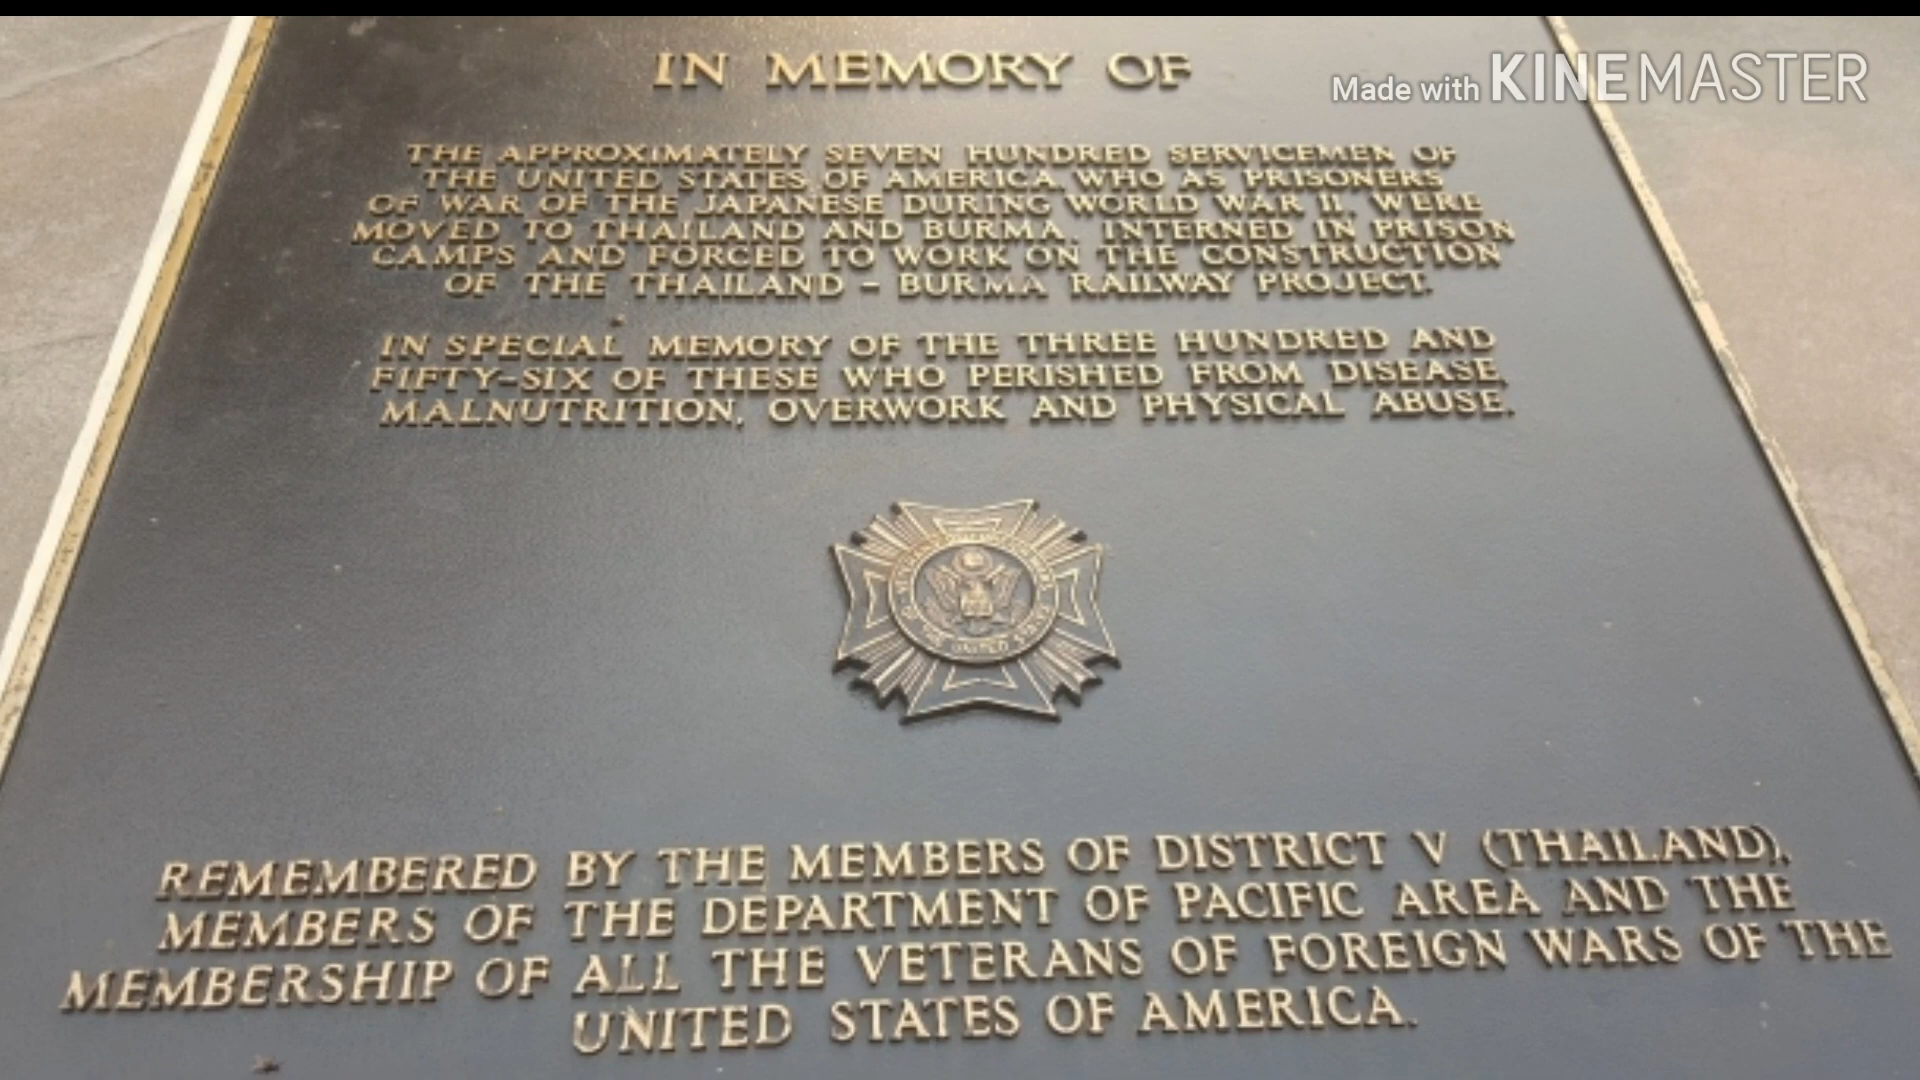 IN MEMORY OF
Made with KINEMASTER
THE APPROXIMATELY SEVEN HUNDRED SERVICEMEN OF
THE UNITED STATES OF AMERICA WHO AS PRISONERS
OF WAR OF THE JAPANESE DURING WORLD WAR II, WERE
MOVED TO THAILAND AND BURMA, INTERNED IN PRISON
CAMPS AND FORCED TO WORK ON THE CONSTRUCTION
OF THE THAILAND – BURMA RAILWAY PROJECT.
IN SPECIAL MEMORY OF THE THREE HUNDRED AND
FIFTY-SIX OF THESE WHO PERISHED FROM DISEASE,
MALNUTRITION, OVERWORK AND PHYSICAL ABUSE.
OF THE UNITED STATES
REMEMBERED BY THE MEMBERS OF DISTRICT V (THAILAND),
MEMBERS OF THE DEPARTMENT OF PACIFIC AREA AND THE
MEMBERSHIP OF ALL THE VETERANS OF FOREIGN WARS OF THE
UNITED STATES OF AMERICA.